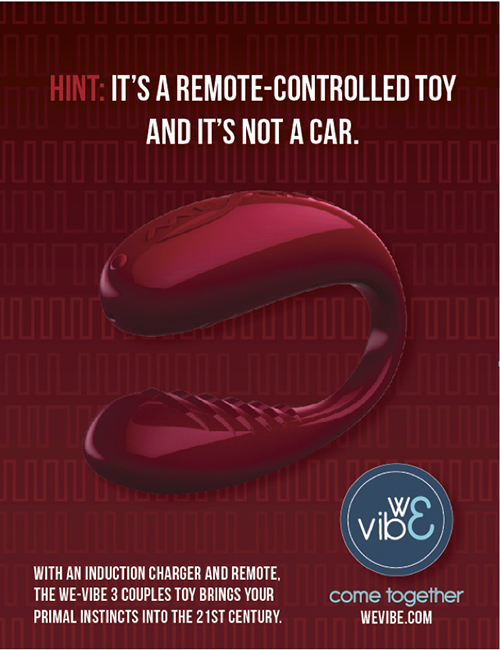 HINT: IT'S A REMOTE-CONTROLLED TOY
AND IT'S NOT A CAR.
we
vibe
WITH AN INDUCTION CHARGER AND REMOTE,
THE WE-VIBE 3 COUPLES TOY BRINGS YOUR
PRIMAL INSTINCTS INTO THE 21ST CENTURY.
come together
WEVIBE.COM